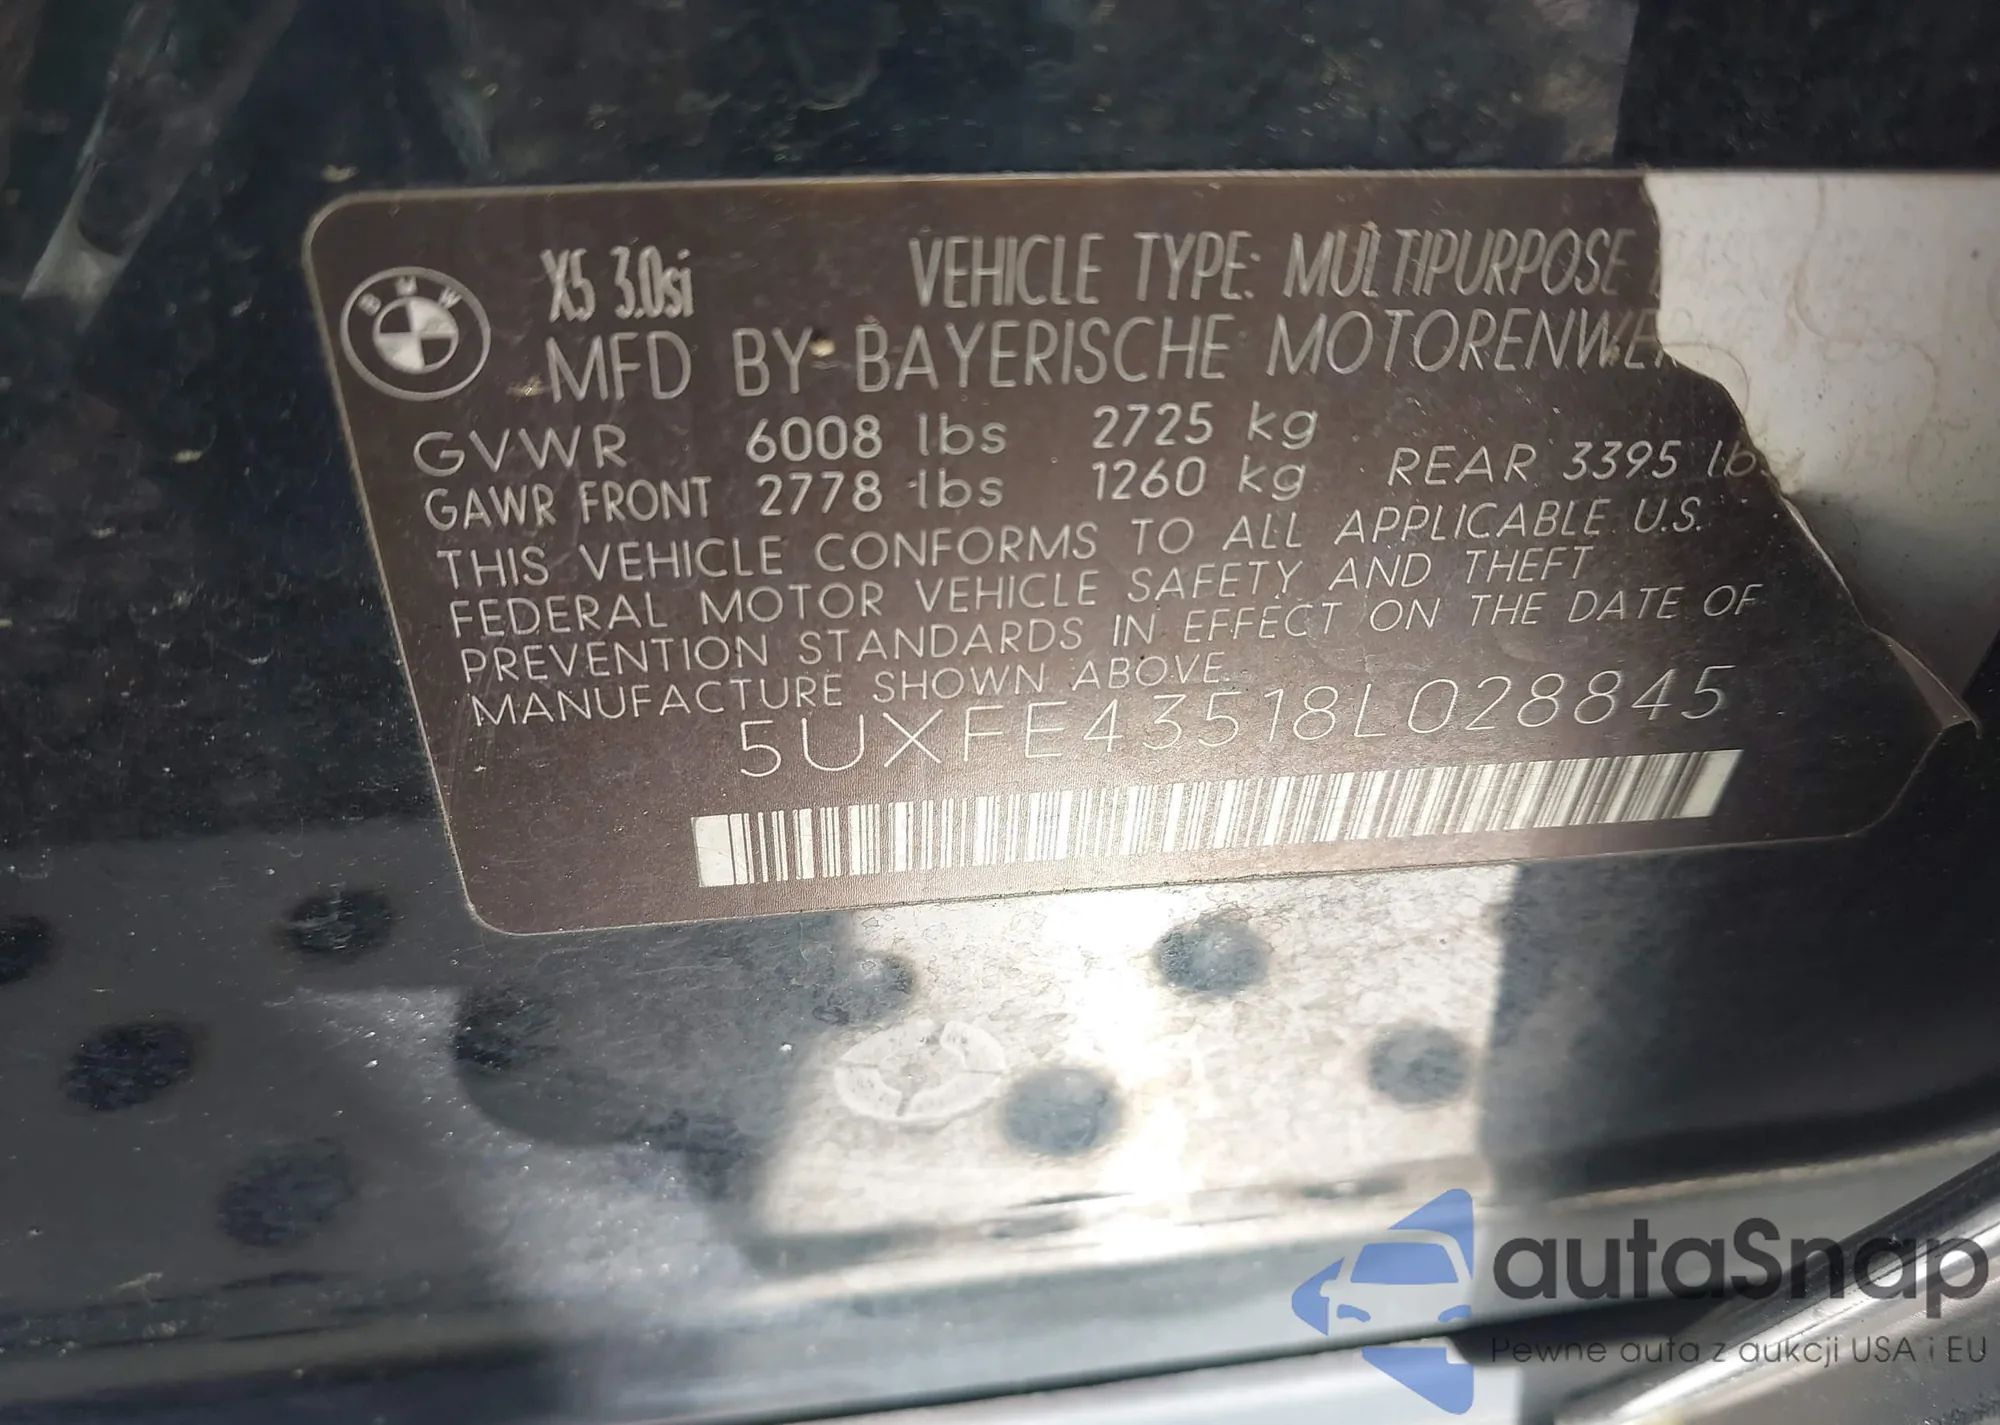 BMW
X5 3.0si
VEHICLE TYPE: MULTIPURPOSE
MFD BY BAYERISCHE MOTORENWE
GVWR 6008 lbs 2725 kg
GAWR FRONT 2778 lbs 1260 kg REAR 3395 lbs
THIS VEHICLE CONFORMS TO ALL APPLICABLE U.S.
FEDERAL MOTOR VEHICLE SAFETY AND THEFT
PREVENTION STANDARDS IN EFFECT ON THE DATE OF
MANUFACTURE SHOWN ABOVE.
5UXFE43518L028845
autaSnap
Pewne auta z aukcji USA i EU